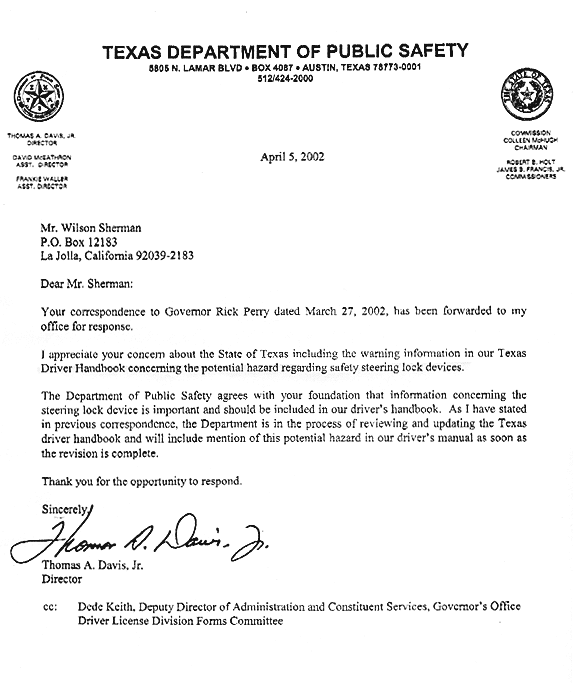 TEXAS DEPARTMENT OF PUBLIC SAFETY
5805 N. LAMAR BLVD • BOX 4087 • AUSTIN, TEXAS 78773-0001
512/424-2000
THOMAS A. DAVIS, JR.
DIRECTOR
DAVID McEATHRON
ASST. DIRECTOR
FRANKIE WALLER
ASST. DIRECTOR
THE STATE OF TEXAS
COMMISSION
COLLEEN McHUGH
CHAIRMAN
ROBERT B. HOLT
JAMES B. FRANCIS, JR.
COMMISSIONERS
April 5, 2002
Mr. Wilson Sherman
P.O. Box 12183
La Jolla, California 92039-2183
Dear Mr. Sherman:
Your correspondence to Governor Rick Perry dated March 27, 2002, has been forwarded to my
office for response.
I appreciate your concern about the State of Texas including the warning information in our Texas
Driver Handbook concerning the potential hazard regarding safety steering lock devices.
The Department of Public Safety agrees with your foundation that information concerning the
steering lock device is important and should be included in our driver's handbook. As I have stated
in previous correspondence, the Department is in the process of reviewing and updating the Texas
driver handbook and will include mention of this potential hazard in our driver's manual as soon as
the revision is complete.
Thank you for the opportunity to respond.
Sincerely,
Thomas A. Davis, Jr.
Thomas A. Davis, Jr.
Director
cc: Dede Keith, Deputy Director of Administration and Constituent Services, Governor's Office
Driver License Division Forms Committee